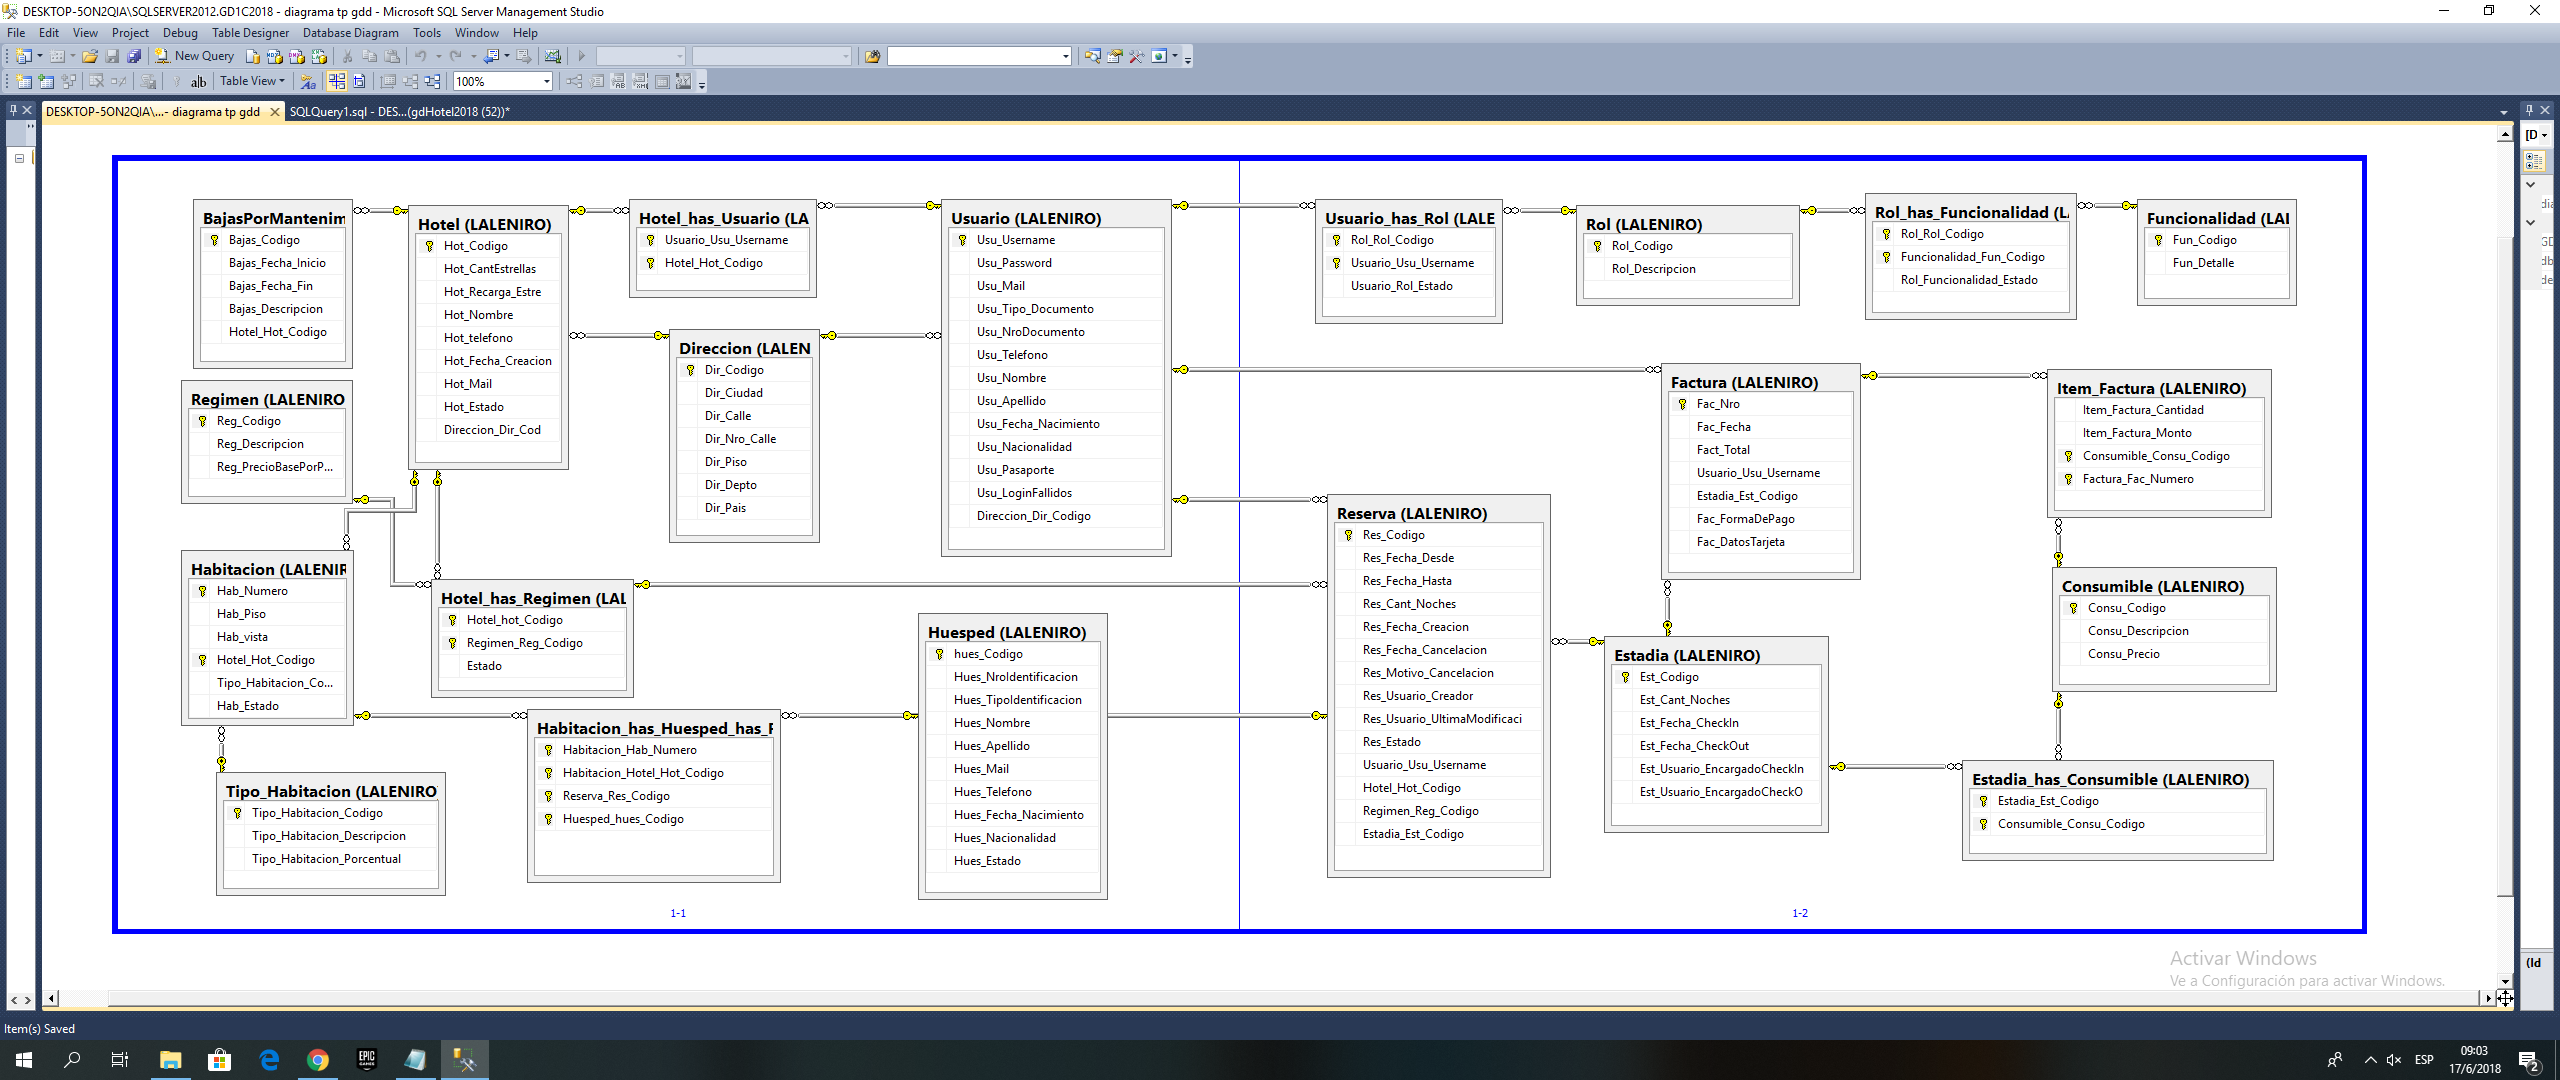 DESKTOP-5ON2QIA\SQLSERVER2012.GD1C2018 - diagrama tp gdd - Microsoft SQL Server Management Studio
File Edit View Project Debug Table Designer Database Diagram Tools Window Help
New Query
Table View
100%
DESKTOP-5ON2QIA\...- diagrama tp gdd
SQLQuery1.sql - DES...(gdHotel2018 (52))*
BajasPorMantenim
Bajas_Codigo
Bajas_Fecha_Inicio
Bajas_Fecha_Fin
Bajas_Descripcion
Hotel_Hot_Codigo
Hotel (LALENIRO)
Hot_Codigo
Hot_CantEstrellas
Hot_Recarga_Estre
Hot_Nombre
Hot_telefono
Hot_Fecha_Creacion
Hot_Mail
Hot_Estado
Direccion_Dir_Cod
Hotel_has_Usuario (LA
Usuario_Usu_Username
Hotel_Hot_Codigo
Direccion (LALEN
Dir_Codigo
Dir_Ciudad
Dir_Calle
Dir_Nro_Calle
Dir_Piso
Dir_Depto
Dir_Pais
Usuario (LALENIRO)
Usu_Username
Usu_Password
Usu_Mail
Usu_Tipo_Documento
Usu_NroDocumento
Usu_Telefono
Usu_Nombre
Usu_Apellido
Usu_Fecha_Nacimiento
Usu_Nacionalidad
Usu_Pasaporte
Usu_LoginFallidos
Direccion_Dir_Codigo
Usuario_has_Rol (LALE
Rol_Rol_Codigo
Usuario_Usu_Username
Usuario_Rol_Estado
Rol (LALENIRO)
Rol_Codigo
Rol_Descripcion
Rol_has_Funcionalidad (L
Rol_Rol_Codigo
Funcionalidad_Fun_Codigo
Rol_Funcionalidad_Estado
Funcionalidad (LAI
Fun_Codigo
Fun_Detalle
Regimen (LALENIRO
Reg_Codigo
Reg_Descripcion
Reg_PrecioBasePorP...
Habitacion (LALENIR
Hab_Numero
Hab_Piso
Hab_vista
Hotel_Hot_Codigo
Tipo_Habitacion_Co...
Hab_Estado
Hotel_has_Regimen (LAL
Hotel_hot_Codigo
Regimen_Reg_Codigo
Estado
Tipo_Habitacion (LALENIRO
Tipo_Habitacion_Codigo
Tipo_Habitacion_Descripcion
Tipo_Habitacion_Porcentual
Habitacion_has_Huesped_has_F
Habitacion_Hab_Numero
Habitacion_Hotel_Hot_Codigo
Reserva_Res_Codigo
Huesped_hues_Codigo
Huesped (LALENIRO)
hues_Codigo
Hues_NroIdentificacion
Hues_TipoIdentificacion
Hues_Nombre
Hues_Apellido
Hues_Mail
Hues_Telefono
Hues_Fecha_Nacimiento
Hues_Nacionalidad
Hues_Estado
Reserva (LALENIRO)
Res_Codigo
Res_Fecha_Desde
Res_Fecha_Hasta
Res_Cant_Noches
Res_Fecha_Creacion
Res_Fecha_Cancelacion
Res_Motivo_Cancelacion
Res_Usuario_Creador
Res_Usuario_UltimaModificaci
Res_Estado
Usuario_Usu_Username
Hotel_Hot_Codigo
Regimen_Reg_Codigo
Estadia_Est_Codigo
Factura (LALENIRO)
Fac_Nro
Fac_Fecha
Fact_Total
Usuario_Usu_Username
Estadia_Est_Codigo
Fac_FormaDePago
Fac_DatosTarjeta
Item_Factura (LALENIRO)
Item_Factura_Cantidad
Item_Factura_Monto
Consumible_Consu_Codigo
Factura_Fac_Numero
Consumible (LALENIRO)
Consu_Codigo
Consu_Descripcion
Consu_Precio
Estadia (LALENIRO)
Est_Codigo
Est_Cant_Noches
Est_Fecha_CheckIn
Est_Fecha_CheckOut
Est_Usuario_EncargadoCheckIn
Est_Usuario_EncargadoCheckO
Estadia_has_Consumible (LALENIRO)
Estadia_Est_Codigo
Consumible_Consu_Codigo
1-1
1-2
[D
(Id
Activar Windows
Ve a Configuración para activar Windows.
Item(s) Saved
EPIC GAMES
ESP
09:03
17/6/2018
2